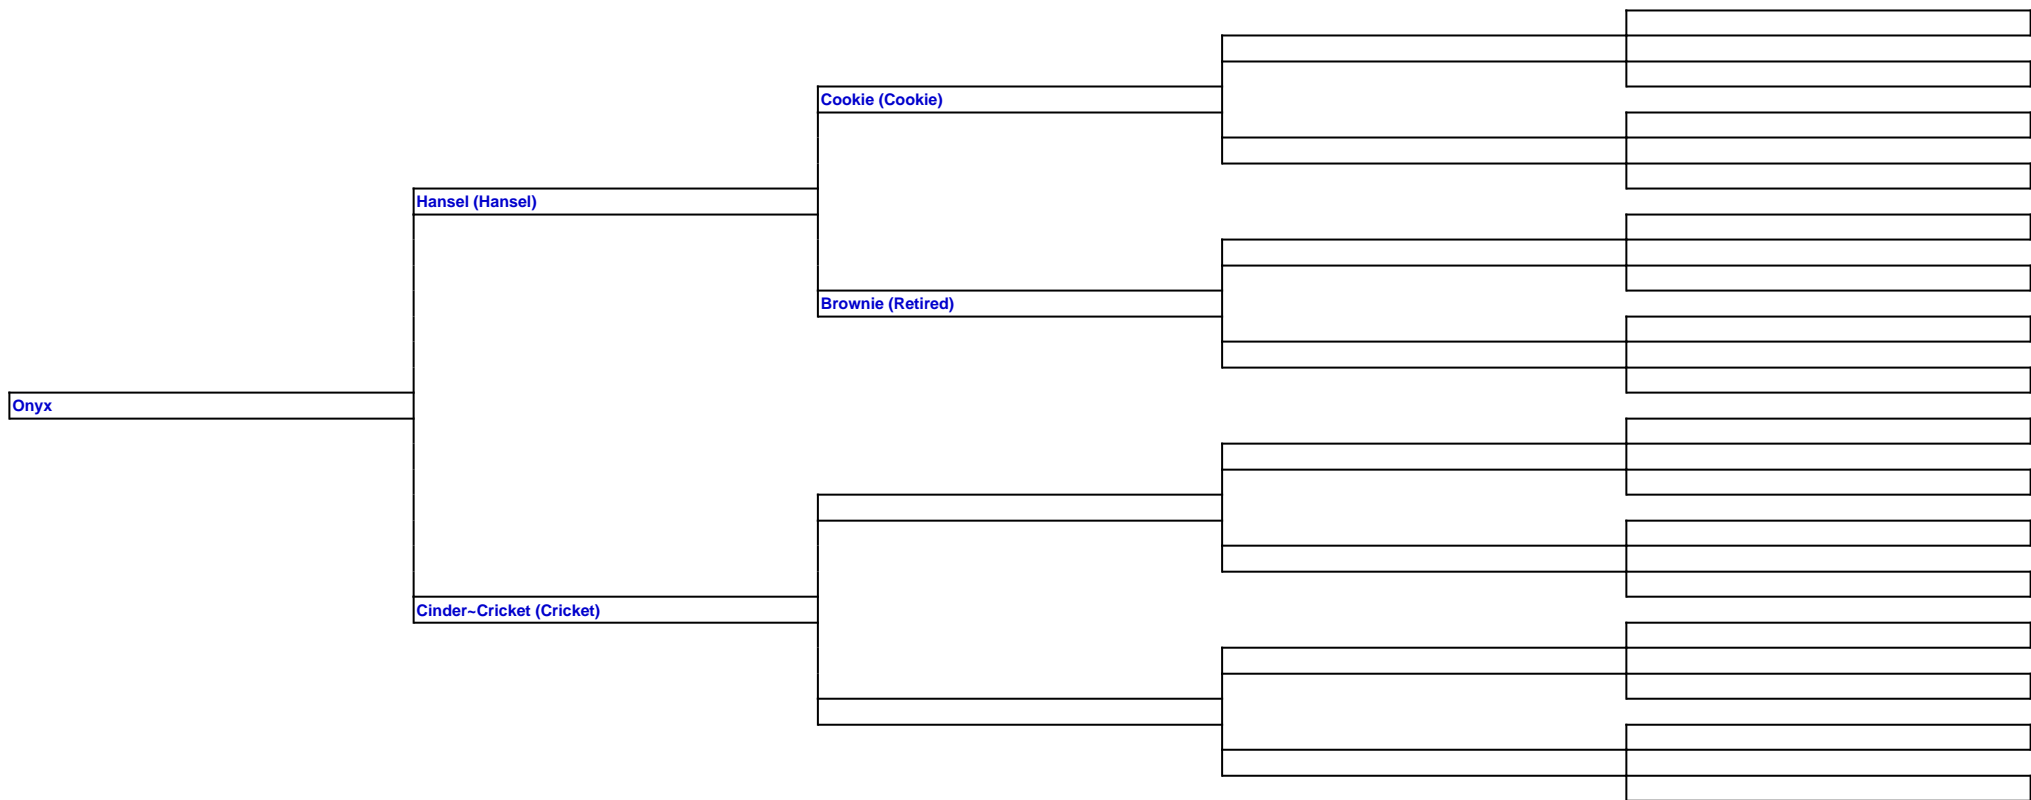 Cookie (Cookie)
Hansel (Hansel)
Brownie (Retired)
Onyx
Cinder~Cricket (Cricket)